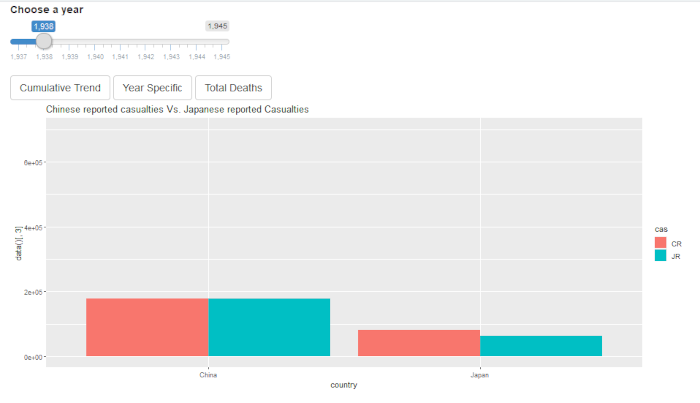 Choose a year
1,938
1,945
1,937 1,938 1,939 1,940 1,941 1,942 1,943 1,944 1,945
Cumulative Trend Year Specific Total Deaths
Chinese reported casualties Vs. Japanese reported Casualties
6e+05
4e+05
2e+05
0e+00
data()[, 3]
China Japan
country
cas
CR
JR